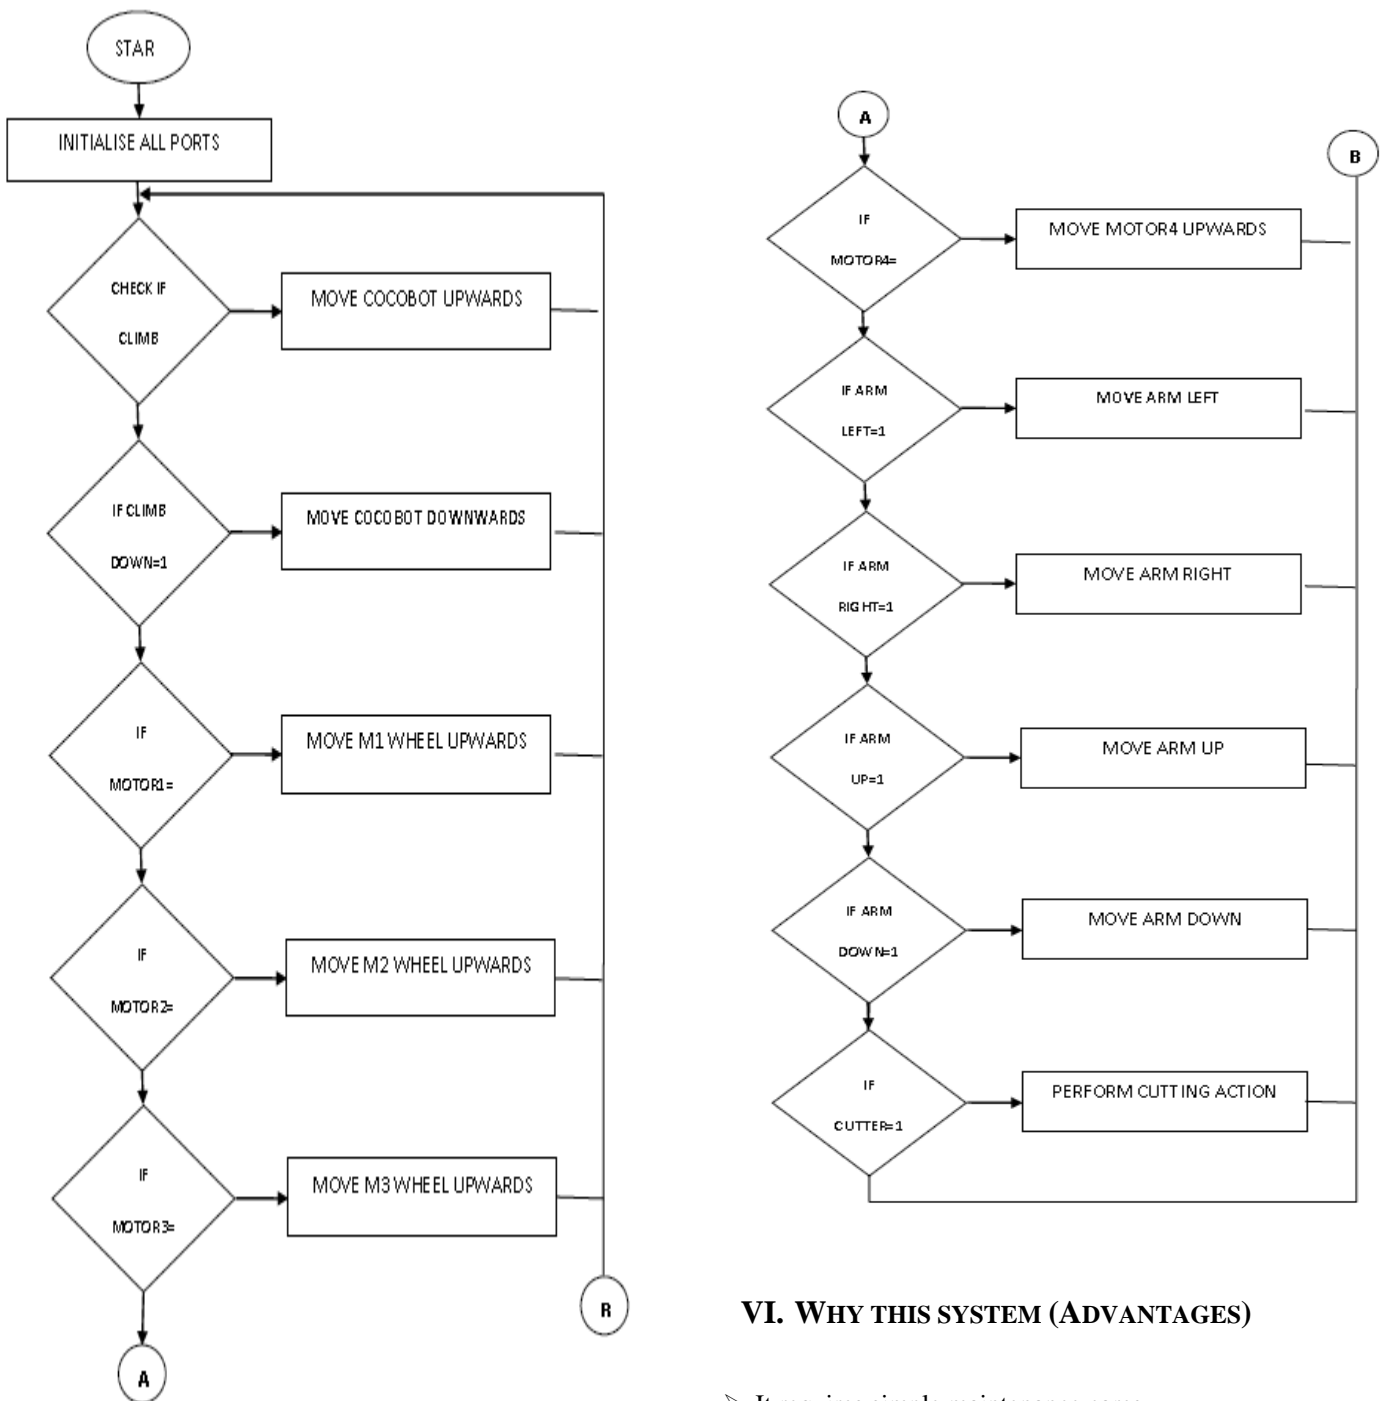 STAR
INITIALISE ALL PORTS
CHECK IF
CLIMB
MOVE COCOBOT UPWARDS
IF CLIMB
DOWN=1
MOVE COCOBOT DOWNWARDS
IF
MOTOR1=
MOVE M1 WHEEL UPWARDS
IF
MOTOR2=
MOVE M2 WHEEL UPWARDS
IF
MOTOR3=
MOVE M3 WHEEL UPWARDS
B
A
A
B
IF
MOTOR4=
MOVE MOTOR4 UPWARDS
IF ARM
LEFT=1
MOVE ARM LEFT
IF ARM
RIGHT=1
MOVE ARM RIGHT
IF ARM
UP=1
MOVE ARM UP
IF ARM
DOWN=1
MOVE ARM DOWN
IF
CUTTER=1
PERFORM CUTTING ACTION
VI. WHY THIS SYSTEM (ADVANTAGES)